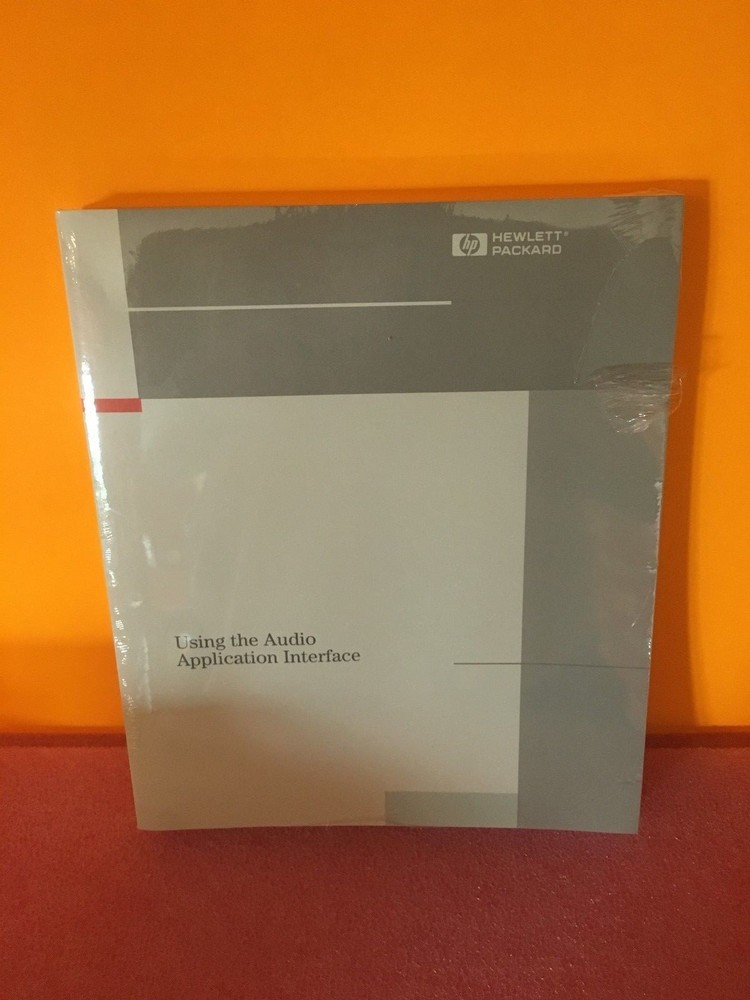 hp HEWLETT®
PACKARD
Using the Audio
Application Interface